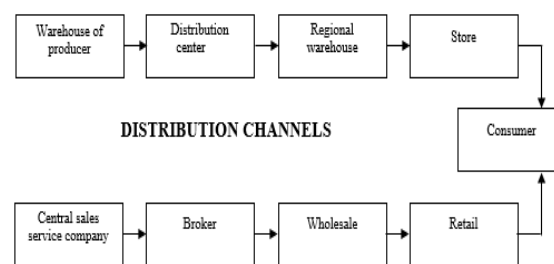 Warehouse of
producer
Distribution
center
Regional
warehouse
Store
DISTRIBUTION CHANNELS
Consumer
Central sales
service company
Broker
Wholesale
Retail